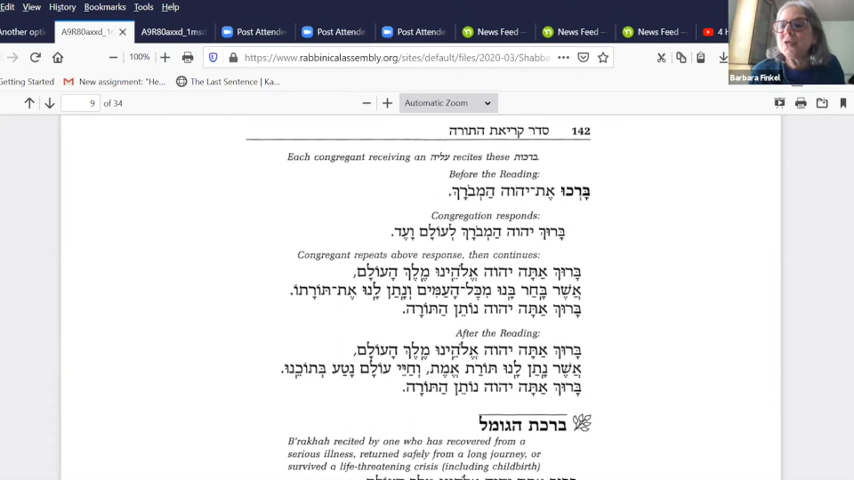 Edit View History Bookmarks Tools Help
Another optio
A9R80axxd_1m
A9R80axxd_1msd
Post Attende
Post Attende
News Feed
News Feed
News Feed
4 H
100%
https://www.rabbinicalassembly.org/sites/default/files/2020-03/Shabba
Getting Started
New assignment: "He...
The Last Sentence | Ka...
Barbara Finkel
9 of 34
Automatic Zoom
142 סדר קריאת התורה
Each congregant receiving an עליה recites these ברכות.
Before the Reading:
בָּרְכוּ אֶת־יהוה הַמְבֹרָךְ.
Congregation responds:
בָּרוּךְ יהוה הַמְבֹרָךְ לְעוֹלָם וָעֶד.
Congregant repeats above response, then continues:
בָּרוּךְ אַתָּה יהוה אֱלֹהֵינוּ מֶלֶךְ הָעוֹלָם,
אֲשֶׁר בָּחַר בָּנוּ מִכׇּל־הָעַמִּים וְנָתַן לָנוּ אֶת־תּוֹרָתוֹ.
בָּרוּךְ אַתָּה יהוה נוֹתֵן הַתּוֹרָה.
After the Reading:
בָּרוּךְ אַתָּה יהוה אֱלֹהֵינוּ מֶלֶךְ הָעוֹלָם,
אֲשֶׁר נָתַן לָנוּ תּוֹרַת אֱמֶת, וְחַיֵּי עוֹלָם נָטַע בְּתוֹכֵנוּ.
בָּרוּךְ אַתָּה יהוה נוֹתֵן הַתּוֹרָה.
ברכת הגומל
B'rakhah recited by one who has recovered from a
serious illness, returned safely from a long journey, or
survived a life-threatening crisis (including childbirth)